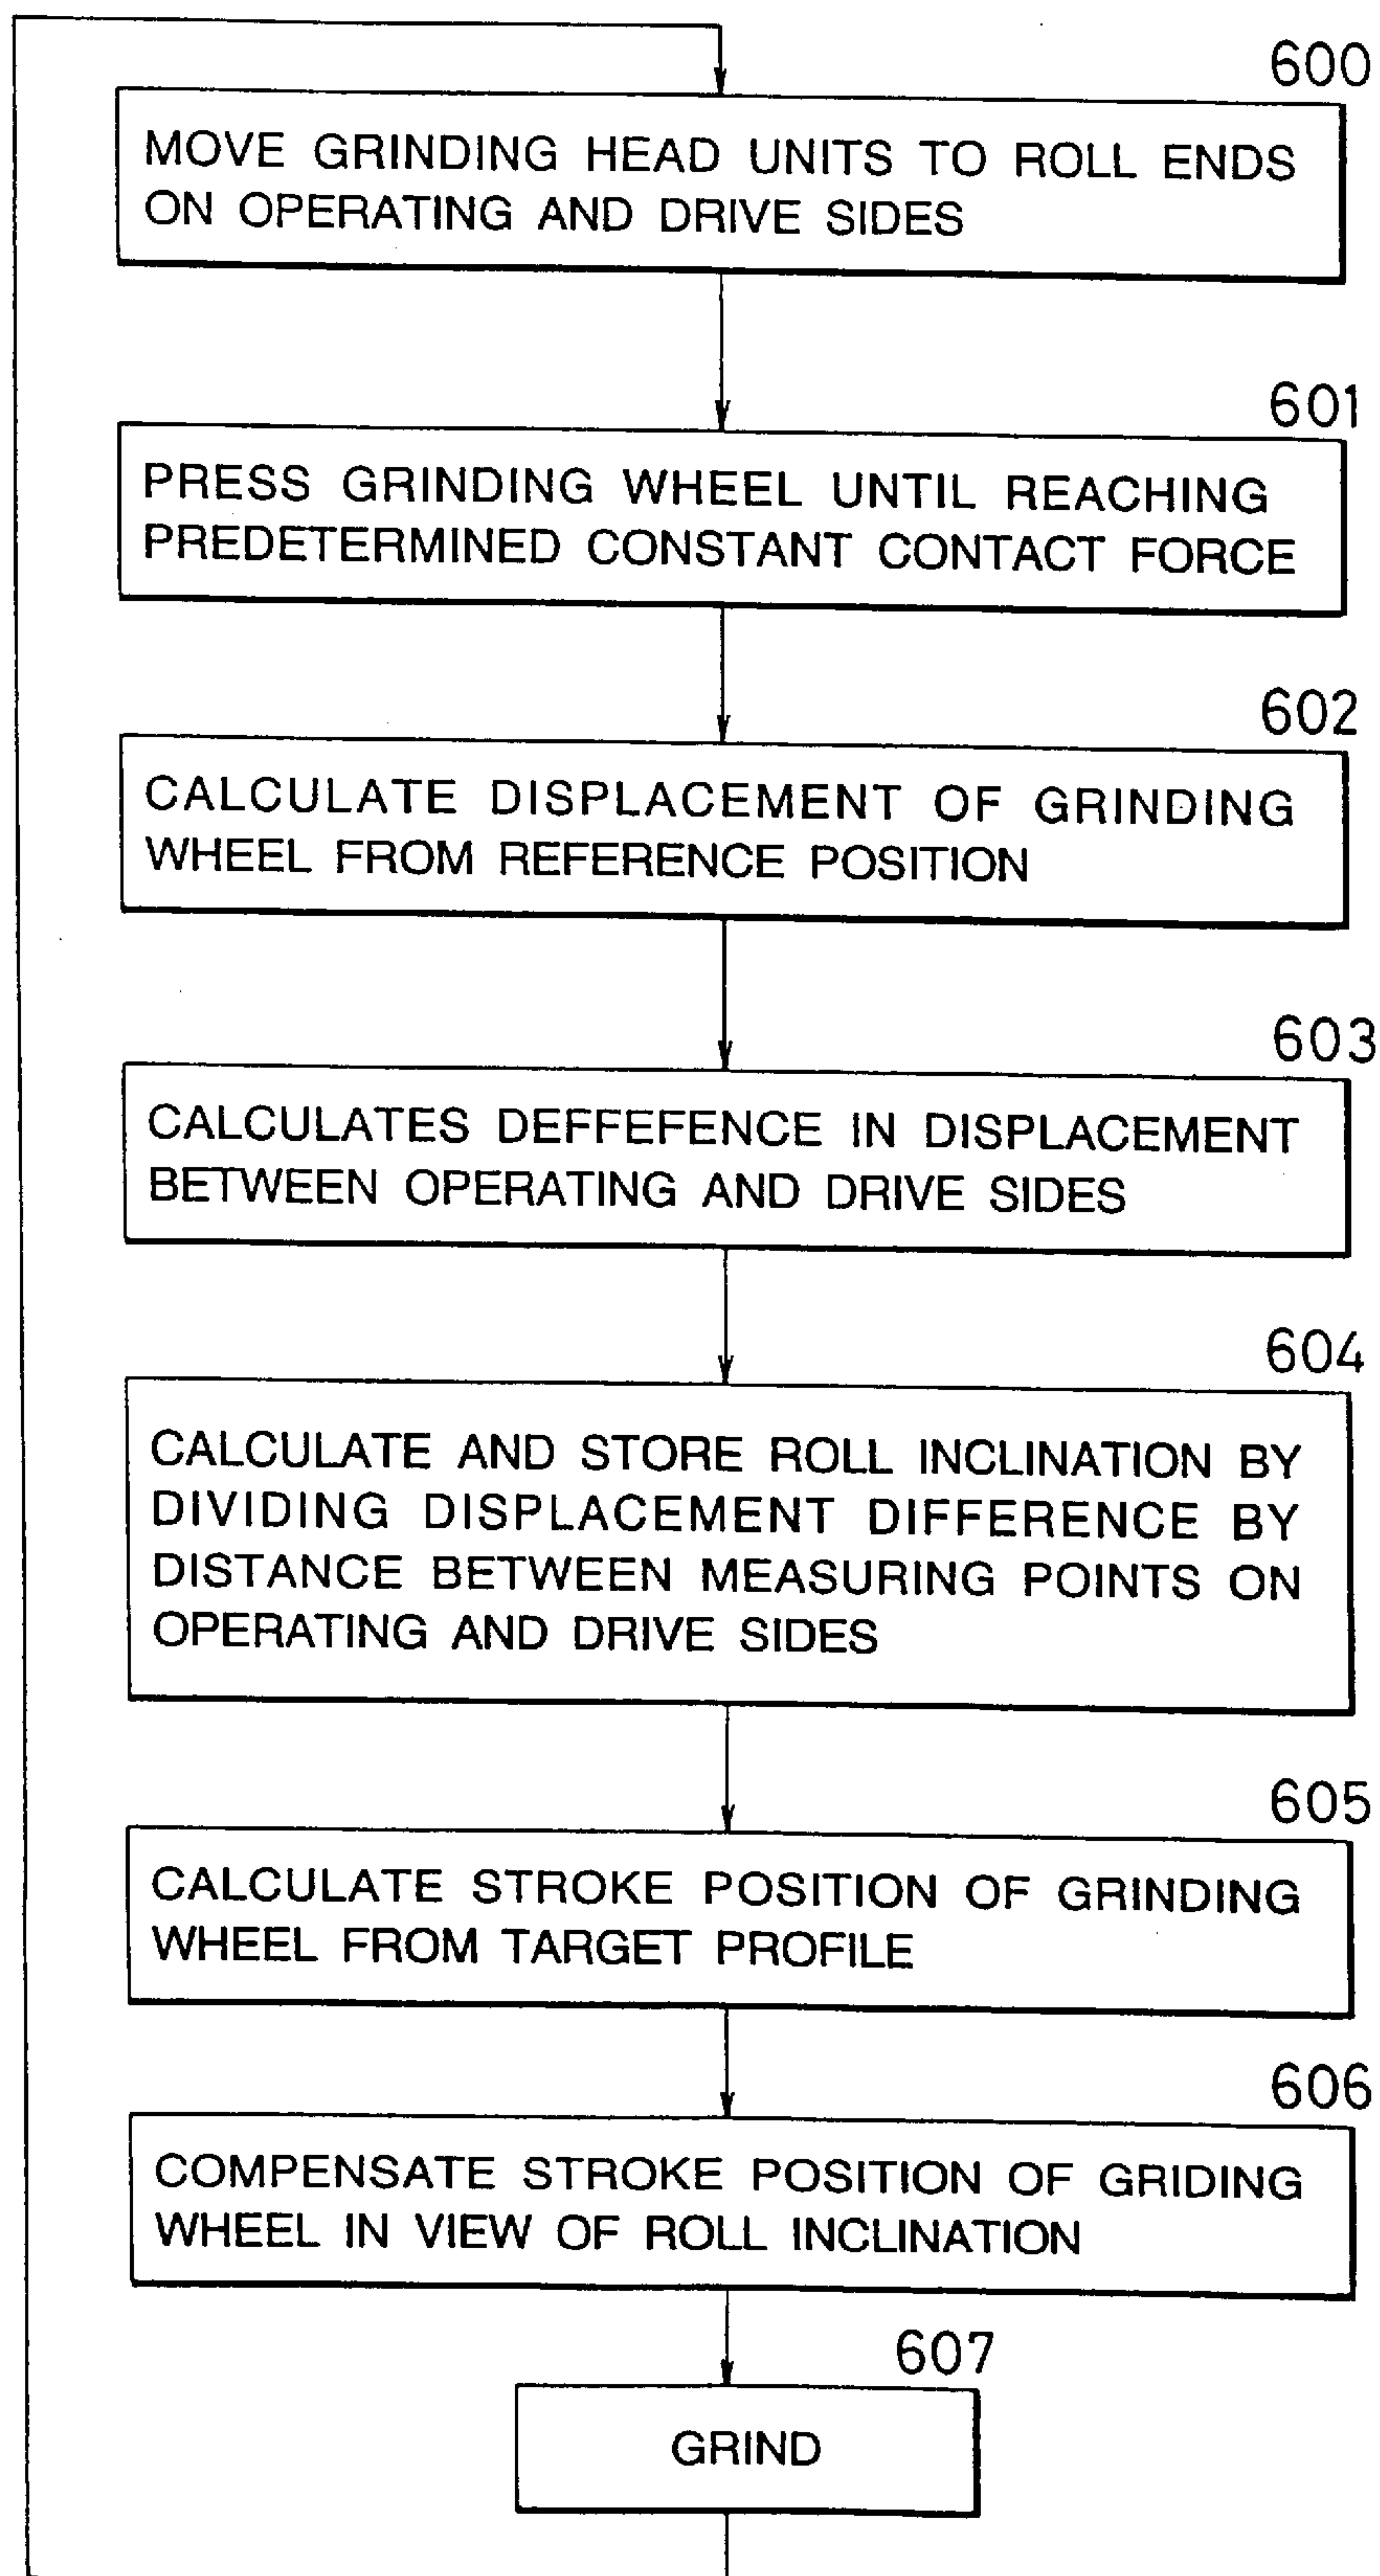 600
MOVE GRINDING HEAD UNITS TO ROLL ENDS
ON OPERATING AND DRIVE SIDES
601
PRESS GRINDING WHEEL UNTIL REACHING
PREDETERMINED CONSTANT CONTACT FORCE
602
CALCULATE DISPLACEMENT OF GRINDING
WHEEL FROM REFERENCE POSITION
603
CALCULATES DEFFEFENCE IN DISPLACEMENT
BETWEEN OPERATING AND DRIVE SIDES
604
CALCULATE AND STORE ROLL INCLINATION BY
DIVIDING DISPLACEMENT DIFFERENCE BY
DISTANCE BETWEEN MEASURING POINTS ON
OPERATING AND DRIVE SIDES
605
CALCULATE STROKE POSITION OF GRINDING
WHEEL FROM TARGET PROFILE
606
COMPENSATE STROKE POSITION OF GRIDING
WHEEL IN VIEW OF ROLL INCLINATION
607
GRIND